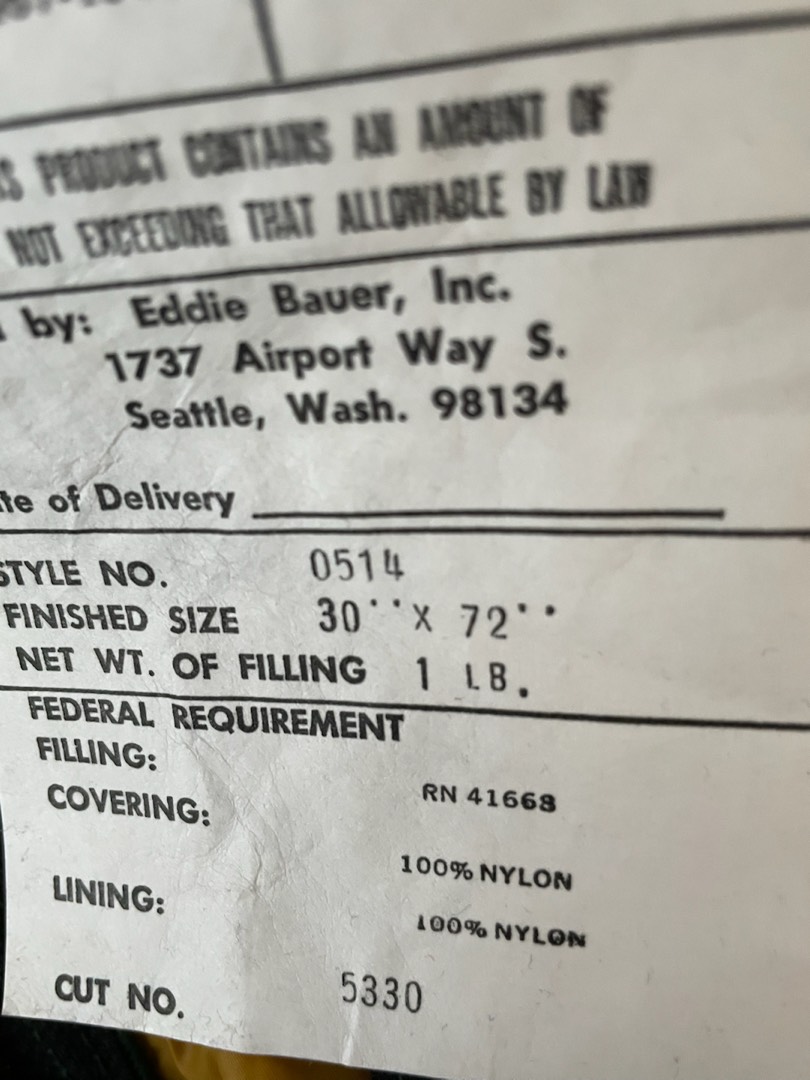 PRODUCT CONTAINS AN AMOUNT OF
NOT EXCEEDING THAT ALLOWABLE BY LAW
by: Eddie Bauer, Inc.
1737 Airport Way S.
Seattle, Wash. 98134
te of Delivery
STYLE NO. 0514
FINISHED SIZE 30'' X 72''
NET WT. OF FILLING 1 LB.
FEDERAL REQUIREMENT
FILLING:
RN 41668
COVERING:
100% NYLON
LINING:
100% NYLON
CUT NO. 5330